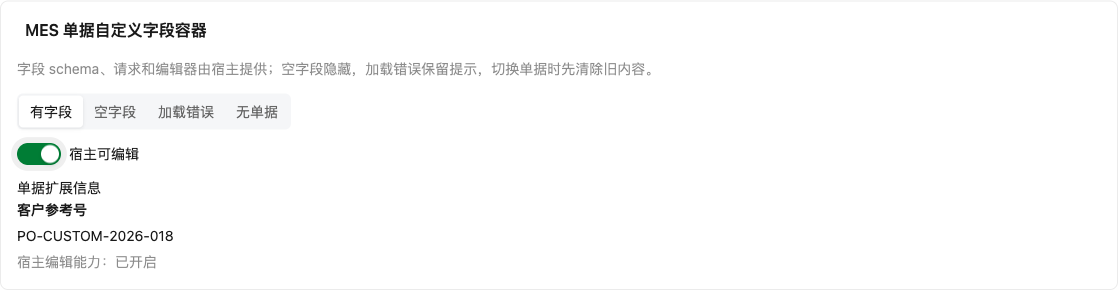 MES 单据自定义字段容器
字段 schema、请求和编辑器由宿主提供；空字段隐藏，加载错误保留提示，切换单据时先清除旧内容。
有字段 空字段 加载错误 无单据
宿主可编辑
单据扩展信息
客户参考号
PO-CUSTOM-2026-018
宿主编辑能力：已开启